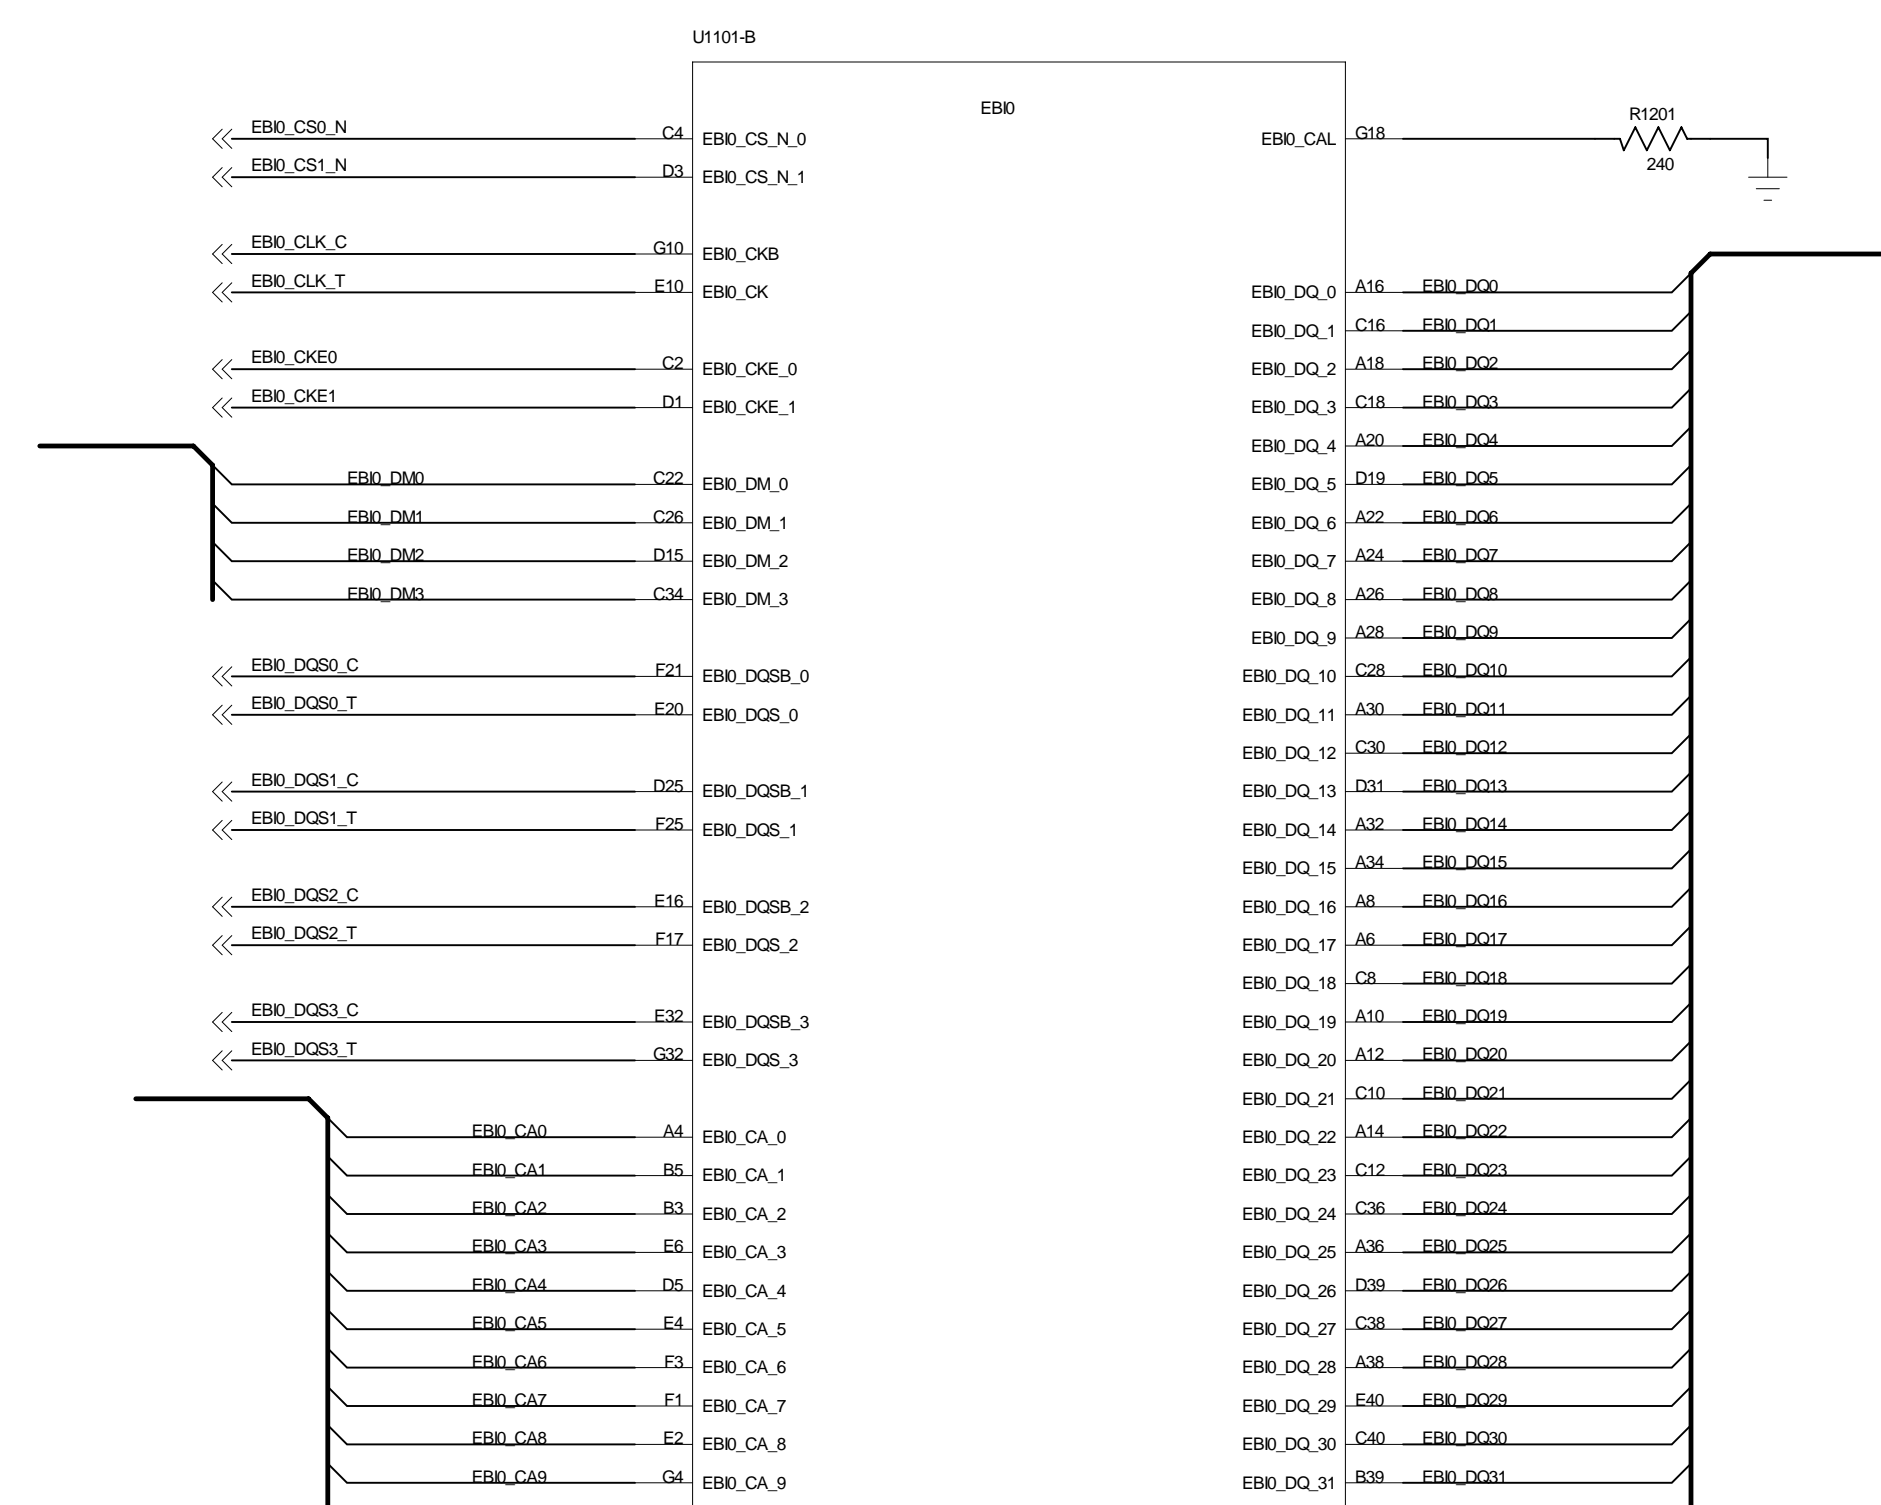 U1101-B
EBI0
EBI0_CS0_N C4 EBI0_CS_N_0 EBI0_CAL G18 R1201
240
EBI0_CS1_N D3 EBI0_CS_N_1
EBI0_CLK_C G10 EBI0_CKB
EBI0_CLK_T E10 EBI0_CK EBI0_DQ_0 A16 EBI0_DQ0
EBI0_DQ_1 C16 EBI0_DQ1
EBI0_CKE0 C2 EBI0_CKE_0 EBI0_DQ_2 A18 EBI0_DQ2
EBI0_CKE1 D1 EBI0_CKE_1 EBI0_DQ_3 C18 EBI0_DQ3
EBI0_DQ_4 A20 EBI0_DQ4
EBI0_DM0 C22 EBI0_DM_0 EBI0_DQ_5 D19 EBI0_DQ5
EBI0_DM1 C26 EBI0_DM_1 EBI0_DQ_6 A22 EBI0_DQ6
EBI0_DM2 D15 EBI0_DM_2 EBI0_DQ_7 A24 EBI0_DQ7
EBI0_DM3 C34 EBI0_DM_3 EBI0_DQ_8 A26 EBI0_DQ8
EBI0_DQ_9 A28 EBI0_DQ9
EBI0_DQS0_C F21 EBI0_DQSB_0 EBI0_DQ_10 C28 EBI0_DQ10
EBI0_DQS0_T E20 EBI0_DQS_0 EBI0_DQ_11 A30 EBI0_DQ11
EBI0_DQ_12 C30 EBI0_DQ12
EBI0_DQS1_C D25 EBI0_DQSB_1 EBI0_DQ_13 D31 EBI0_DQ13
EBI0_DQS1_T F25 EBI0_DQS_1 EBI0_DQ_14 A32 EBI0_DQ14
EBI0_DQ_15 A34 EBI0_DQ15
EBI0_DQS2_C E16 EBI0_DQSB_2 EBI0_DQ_16 A8 EBI0_DQ16
EBI0_DQS2_T F17 EBI0_DQS_2 EBI0_DQ_17 A6 EBI0_DQ17
EBI0_DQ_18 C8 EBI0_DQ18
EBI0_DQS3_C E32 EBI0_DQSB_3 EBI0_DQ_19 A10 EBI0_DQ19
EBI0_DQS3_T G32 EBI0_DQS_3 EBI0_DQ_20 A12 EBI0_DQ20
EBI0_DQ_21 C10 EBI0_DQ21
EBI0_CA0 A4 EBI0_CA_0 EBI0_DQ_22 A14 EBI0_DQ22
EBI0_CA1 B5 EBI0_CA_1 EBI0_DQ_23 C12 EBI0_DQ23
EBI0_CA2 B3 EBI0_CA_2 EBI0_DQ_24 C36 EBI0_DQ24
EBI0_CA3 E6 EBI0_CA_3 EBI0_DQ_25 A36 EBI0_DQ25
EBI0_CA4 D5 EBI0_CA_4 EBI0_DQ_26 D39 EBI0_DQ26
EBI0_CA5 E4 EBI0_CA_5 EBI0_DQ_27 C38 EBI0_DQ27
EBI0_CA6 F3 EBI0_CA_6 EBI0_DQ_28 A38 EBI0_DQ28
EBI0_CA7 F1 EBI0_CA_7 EBI0_DQ_29 E40 EBI0_DQ29
EBI0_CA8 E2 EBI0_CA_8 EBI0_DQ_30 C40 EBI0_DQ30
EBI0_CA9 G4 EBI0_CA_9 EBI0_DQ_31 B39 EBI0_DQ31